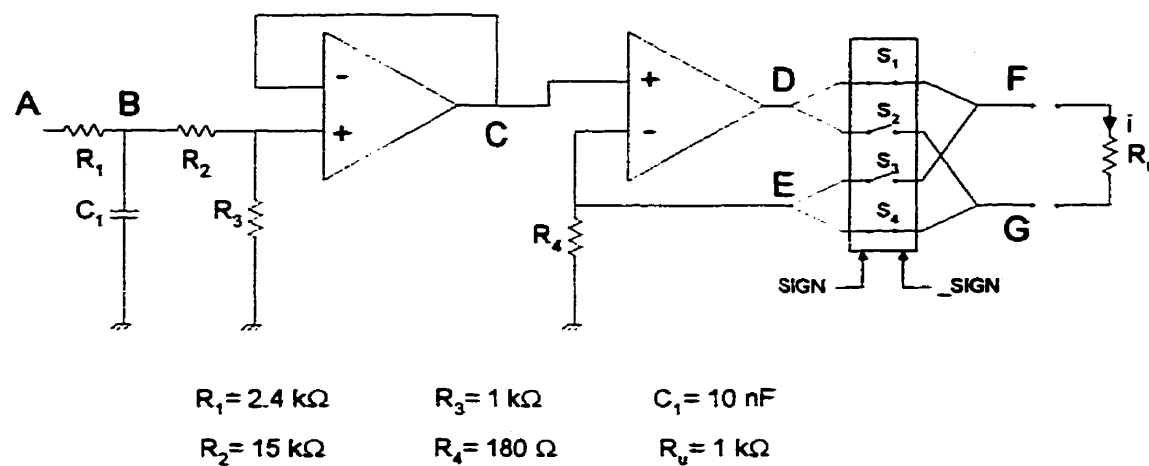 A
B
R₁
R₂
C₁
R₃
-
+
C
+
-
R₄
D
E
S₁
S₂
S₃
S₄
SIGN
_SIGN
F
G
i
R₁= 2.4 kΩ R₃= 1 kΩ C₁= 10 nF
R₂= 15 kΩ R₄= 180 Ω Rᵤ= 1 kΩ